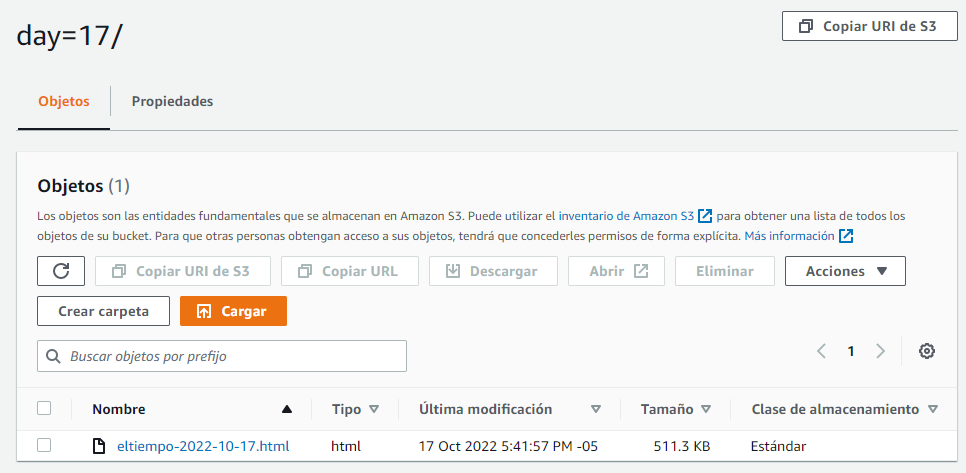 day=17/
Copiar URI de S3
Objetos
Propiedades
Objetos (1)
Los objetos son las entidades fundamentales que se almacenan en Amazon S3. Puede utilizar el inventario de Amazon S3 para obtener una lista de todos los
objetos de su bucket. Para que otras personas obtengan acceso a sus objetos, tendrá que concederles permisos de forma explícita. Más información
Copiar URI de S3
Copiar URL
Descargar
Abrir
Eliminar
Acciones
Crear carpeta
Cargar
Buscar objetos por prefijo
1
Nombre Tipo Última modificación Tamaño Clase de almacenamiento
eltiempo-2022-10-17.html html 17 Oct 2022 5:41:57 PM -05 511.3 KB Estándar